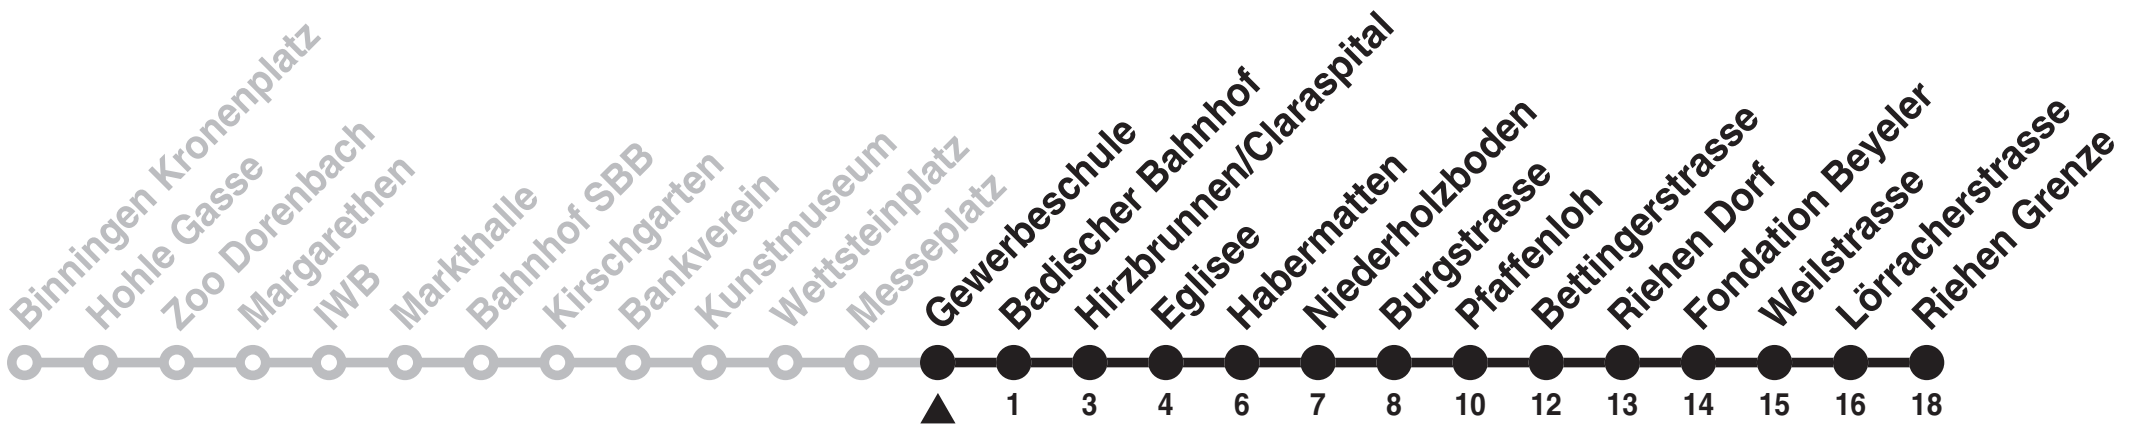 Binningen Kronenplatz
Hohle Gasse
Zoo Dorenbach
Margarethen
IWB
Markthalle
Bahnhof SBB
Kirschgarten
Bankverein
Kunstmuseum
Wettsteinplatz
Messeplatz
Gewerbeschule
Badischer Bahnhof
Hirzbrunnen/Claraspital
Eglisee
Habermatten
Niederholzboden
Burgstrasse
Pfaffenloh
Bettingerstrasse
Riehen Dorf
Fondation Beyeler
Weilstrasse
Lörracherstrasse
Riehen Grenze
1 3 4 6 7 8 10 12 13 14 15 16 18